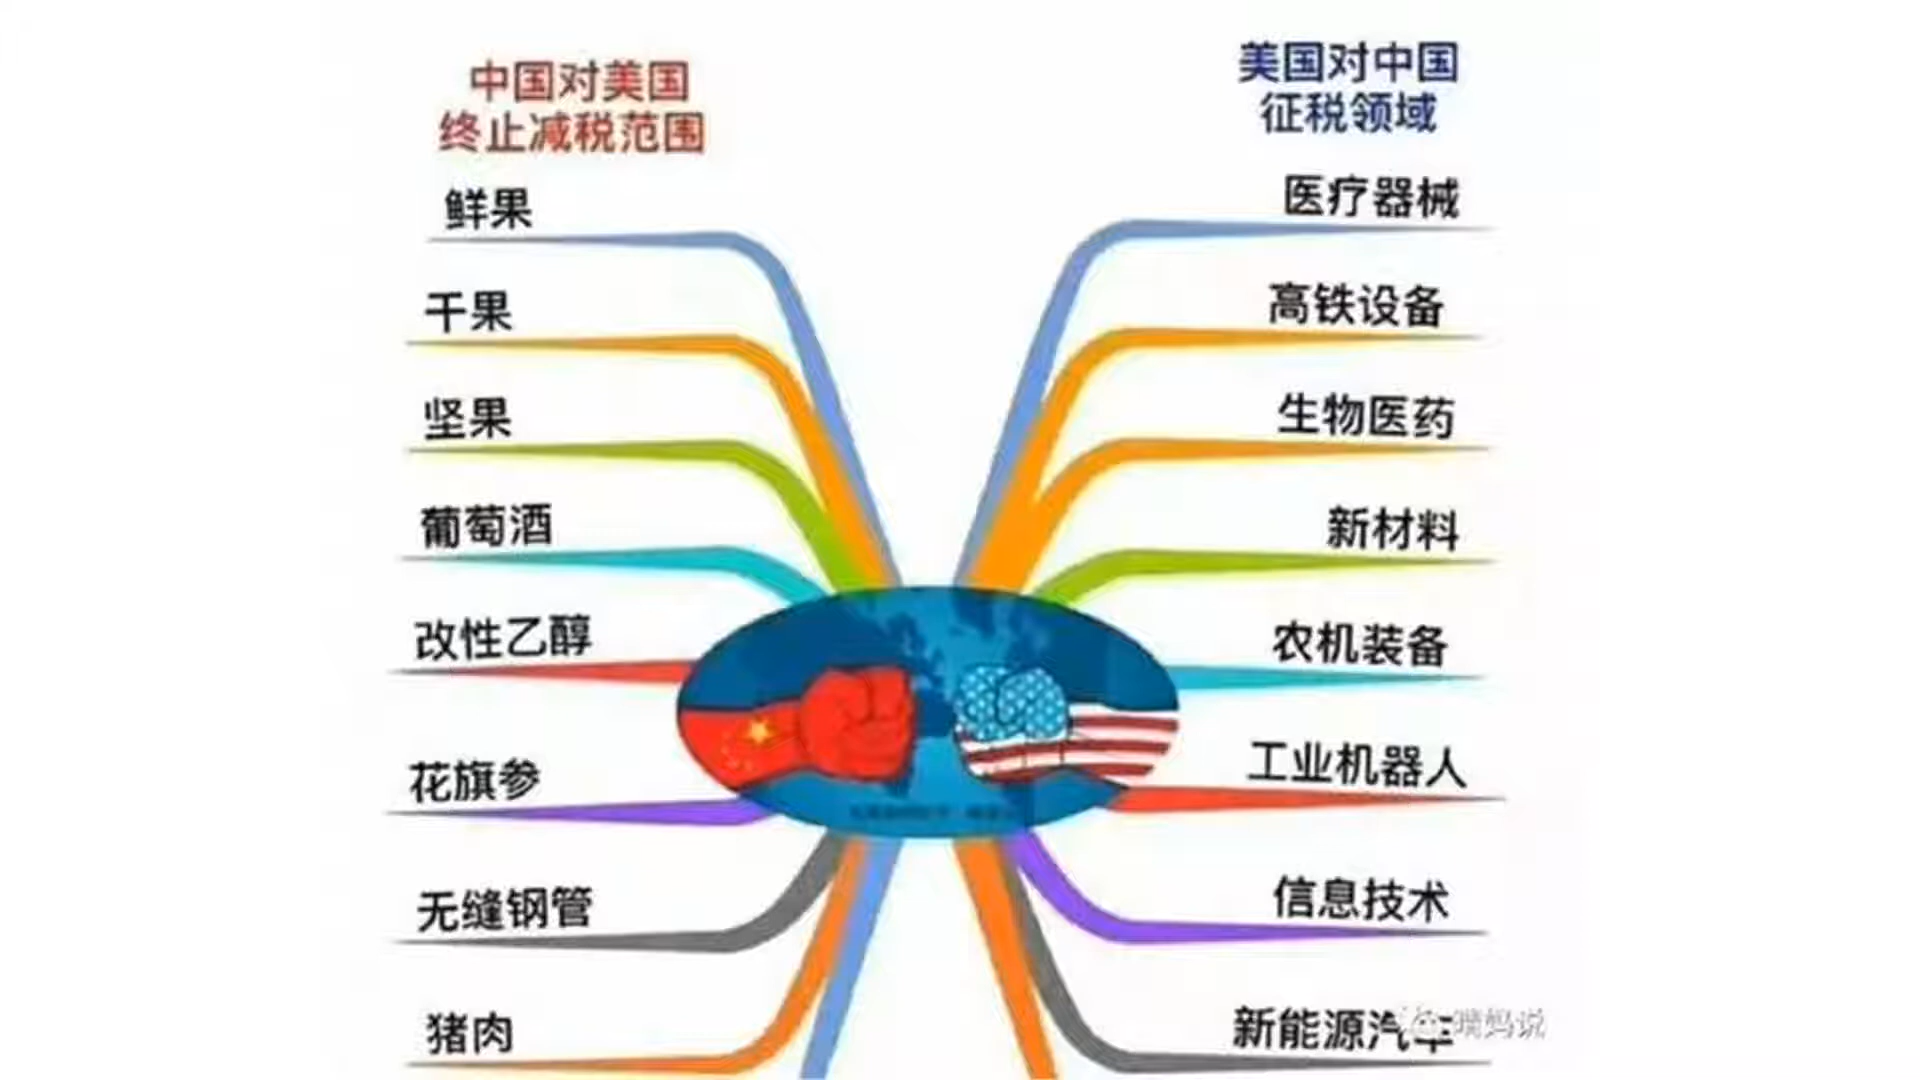 中国对美国
终止减税范围
鲜果
干果
坚果
葡萄酒
改性乙醇
花旗参
无缝钢管
猪肉
美国对中国
征税领域
医疗器械
高铁设备
生物医药
新材料
农机装备
工业机器人
信息技术
新能源汽车
妈说